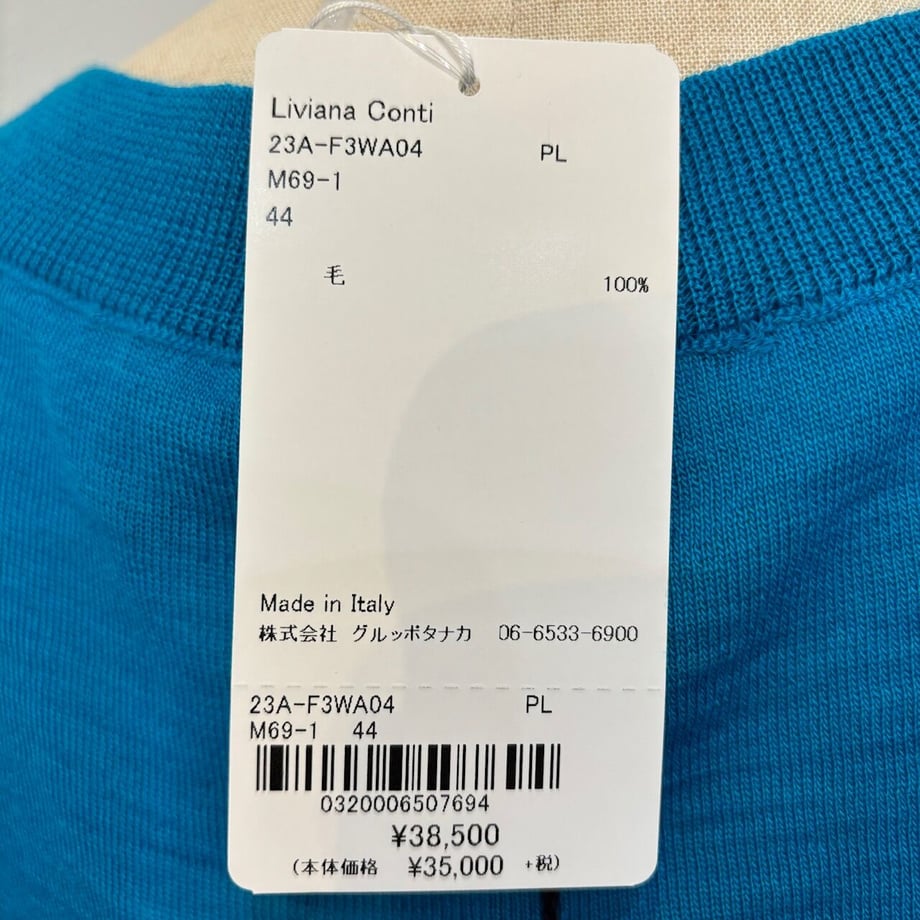 Liviana Conti
23A-F3WA04 PL
M69-1
44
毛 100%
Made in Italy
株式会社 グルッポタナカ 06-6533-6900
23A-F3WA04 PL
M69-1 44
0320006507694
¥38,500
(本体価格 ¥35,000 +税)